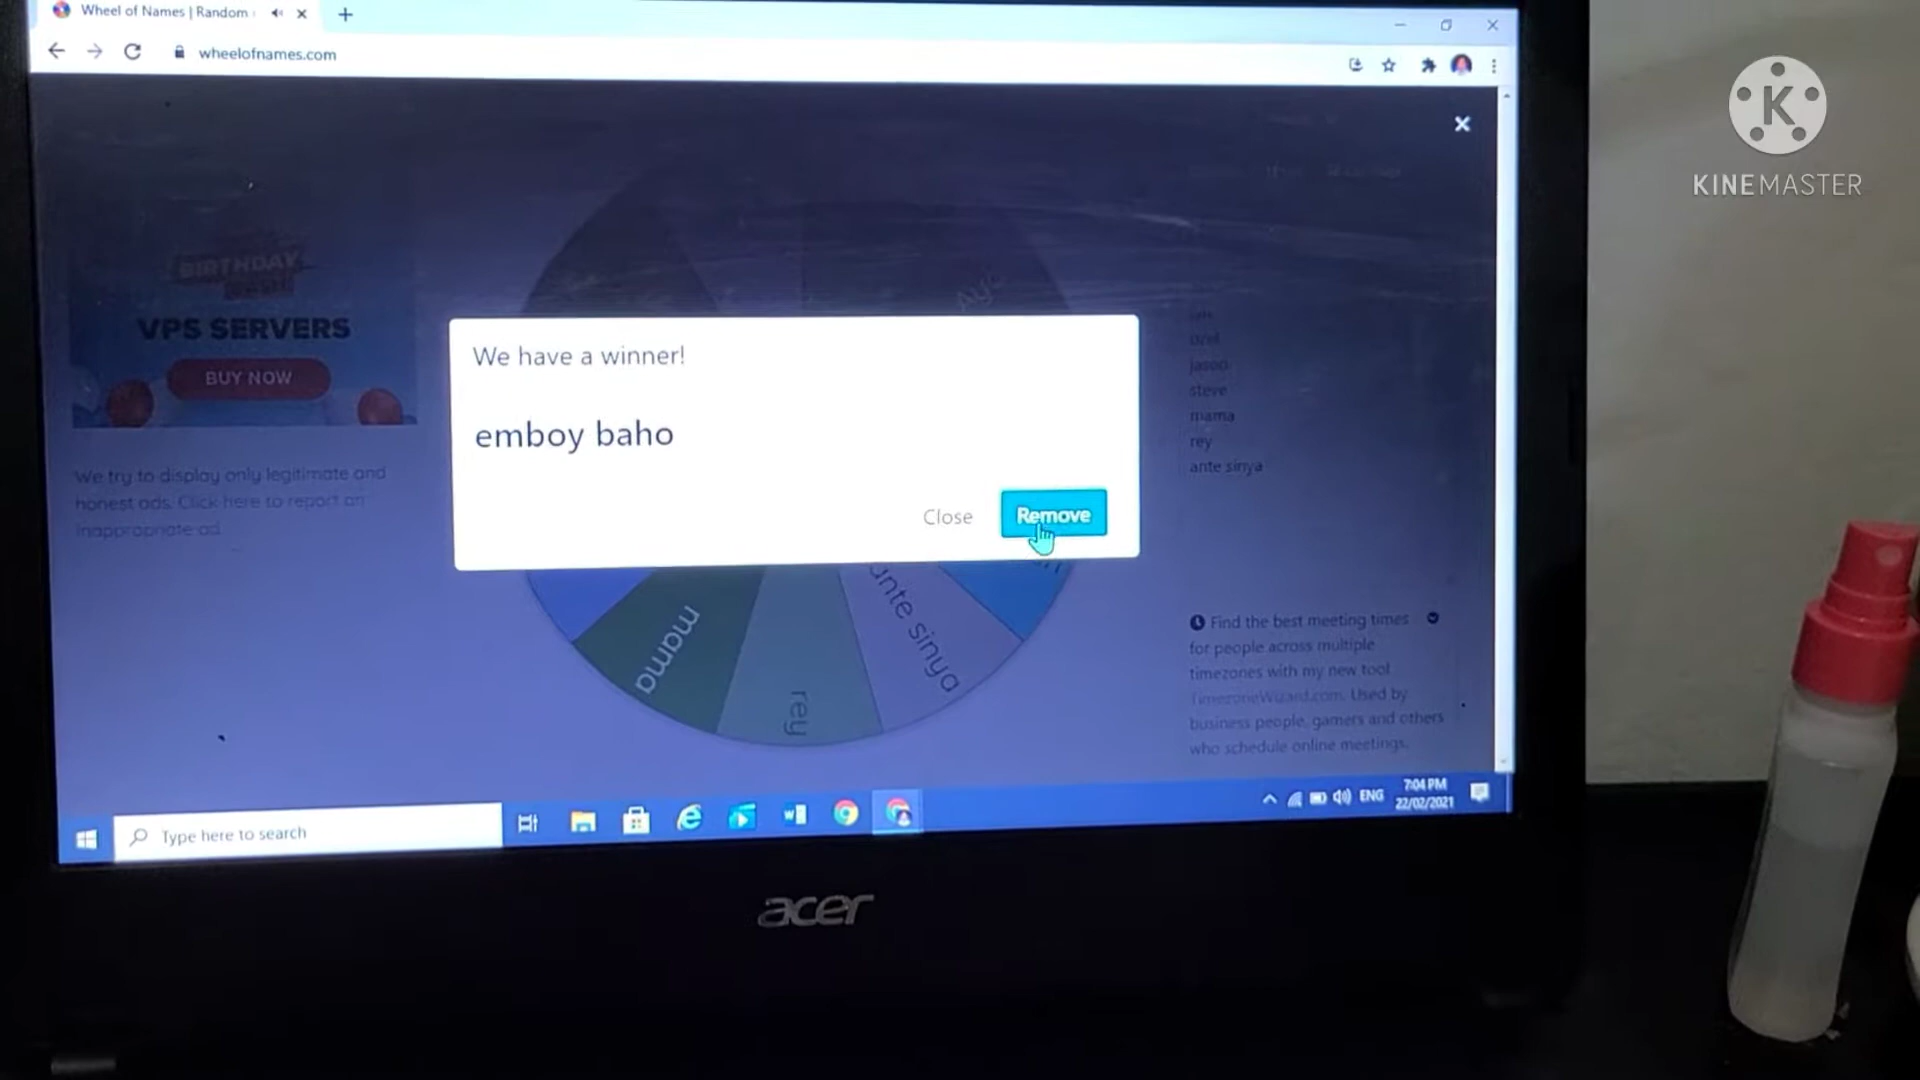 Wheel of Names | Random
wheelofnames.com
KINEMASTER
BIRTHDAY
VPS SERVERS
BUY NOW
We try to display only legitimate and
honest ads. Click here to report an
inappropriate ad.
We have a winner!
emboy baho
Close
Remove
jason
steve
mama
rey
ante sinya
mama
rey
ante sinya
Find the best meeting times
for people across multiple
timezones with my new tool
TimezoneWizard.com. Used by
business people, gamers and others
who schedule online meetings.
Type here to search
ENG
7:04 PM
22/02/2021
acer